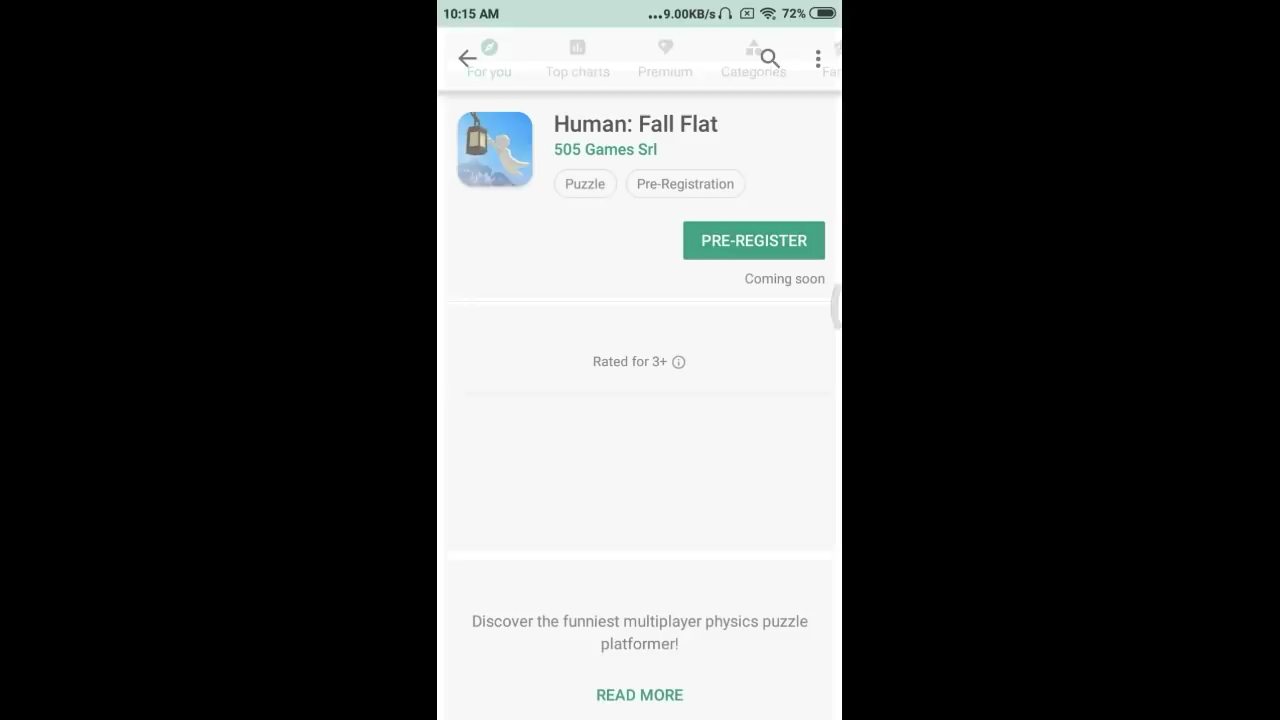 10:15 AM ...9.00KB/s 72%
For you Top charts Premium Categories
Human: Fall Flat
505 Games Srl
Puzzle Pre-Registration
PRE-REGISTER
Coming soon
Rated for 3+
Discover the funniest multiplayer physics puzzle
platformer!
READ MORE